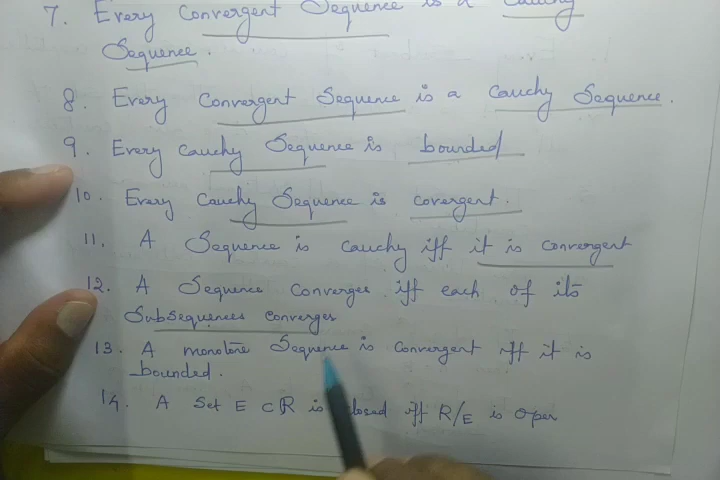 7. Every Convergent Sequence is a Cauchy
Sequence.
8. Every Convergent Sequence is a Cauchy Sequence.
9. Every Cauchy Sequence is bounded
10. Every Cauchy Sequence is covergent.
11. A Sequence is Cauchy iff it is convergent
12. A Sequence Converges iff each of its
Subsequences converges
13. A monotone Sequence is Convergent iff it is
bounded.
14. A Set E ⊂ R is closed iff R/E is open